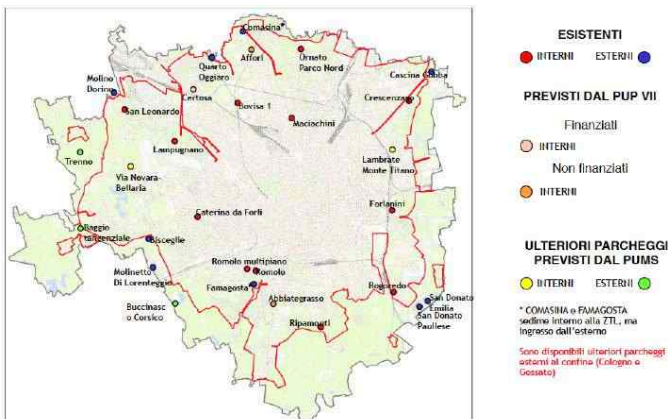 Comasina*
Affori
Ornato
Parco Nord
Quarto
Oggiaro
Cascina Gobba
Molino
Dorino
Certosa
Crescenzago
Bovisa 1
San Leonardo
Maciachini
Lampugnano
Trenno
Lambrate
Monte Titano
Via Novara-
Bellaria
Caterina da Forlì
Forlanini
Baggio
tangenziale
Bisceglie
Molinetto
Di Lorenteggio
Romolo multipiano
Romolo
Famagosta
Rogoredo
San Donato
Emilia
San Donato
Paullese
Buccinasc
o Corsico
Abbiategrasso
Ripamonti
ESISTENTI
INTERNI ESTERNI
PREVISTI DAL PUP VII
Finanziati
INTERNI
Non finanziati
INTERNI
ULTERIORI PARCHEGGI
PREVISTI DAL PUMS
INTERNI ESTERNI
* COMASINA e FAMAGOSTA
sedime interno alla ZTL, ma
ingresso dall'esterno
Sono disponibili ulteriori parcheggi
esterni al confine (Cologno e
Gessate)